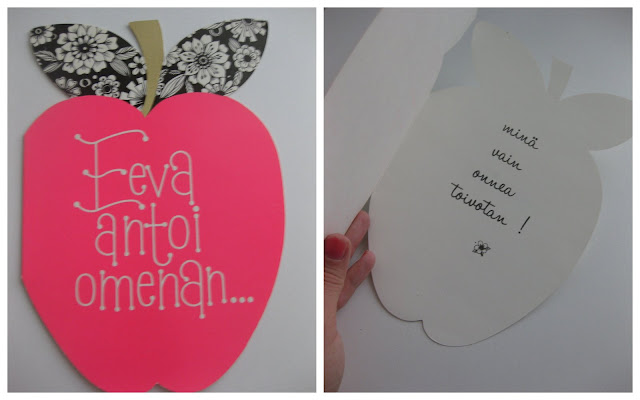 Eeva
antoi
omenan...
minä
vain
onnea
toivotan !